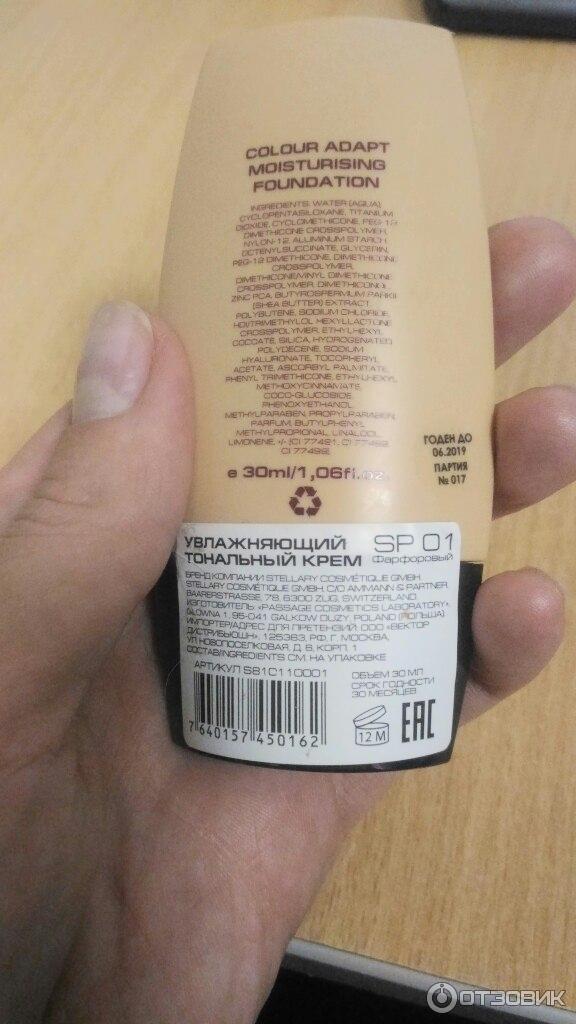 COLOUR ADAPT
MOISTURISING
FOUNDATION
INGREDIENTS: WATER (AQUA),
CYCLOPENTASILOXANE, TITANIUM
DIOXIDE, CYCLOMETHICONE, PEG-12
DIMETHICONE CROSSPOLYMER,
NYLON-12, ALUMINUM STARCH
OCTENYLSUCCINATE, GLYCERIN,
PEG-12 DIMETHICONE, DIMETHICONE
CROSSPOLYMER,
DIMETHICONE/VINYL DIMETHICONE
CROSSPOLYMER, DIMETHICONOL,
ZINC PCA, BUTYROSPERMUM PARKII
(SHEA BUTTER) EXTRACT,
POLYBUTENE, SODIUM CHLORIDE,
HDI/TRIMETHYLOL HEXYLLACTONE
CROSSPOLYMER, ETHYLHEXYL
COCOATE, SILICA, HYDROGENATED
POLYDECENE, SODIUM
HYALURONATE, TOCOPHERYL
ACETATE, ASCORBYL PALMITATE,
PHENYL TRIMETHICONE, ETHYLHEXYL
METHOXYCINNAMATE,
COCO-GLUCOSIDE,
PHENOXYETHANOL,
METHYLPARABEN, PROPYLPARABEN,
PARFUM, BUTYLPHENYL
METHYLPROPIONAL, LINALOOL,
LIMONENE, +/- (CI 77491, CI 77492,
CI 77499)
e 30ml/1,06fl.oz.
ГОДЕН ДО
06.2019
ПАРТИЯ
№ 017
УВЛАЖНЯЮЩИЙ SP 01
ТОНАЛЬНЫЙ КРЕМ Фарфоровый
БРЕНД КОМПАНИИ STELLARY COSMÉTIQUE GMBH,
STELLARY COSMÉTIQUE GMBH, C/O AMMANN & PARTNER,
BAARERSTRASSE, 78, 6300 ZUG, SWITZERLAND.
ИЗГОТОВИТЕЛЬ: «PASSAGE COSMETICS LABORATORY»,
GLOWNA 1, 95-041 GALKOW DUZY, POLAND (ПОЛЬША)
ИМПОРТЕР/АДРЕС ДЛЯ ПРЕТЕНЗИЙ: ООО «ВЕКТОР
ДИСТРИБЬЮШН», 125363, РФ, Г. МОСКВА,
УЛ НОВОПОСЕЛКОВАЯ, Д. 6, КОРП. 1
СОСТАВ/INGREDIENTS СМ. НА УПАКОВКЕ
АРТИКУЛ S81C110001
ОБЪЕМ 30 МЛ
СРОК ГОДНОСТИ
30 МЕСЯЦЕВ
12 M
EAC
7 640157 450162
ОТЗОВИК